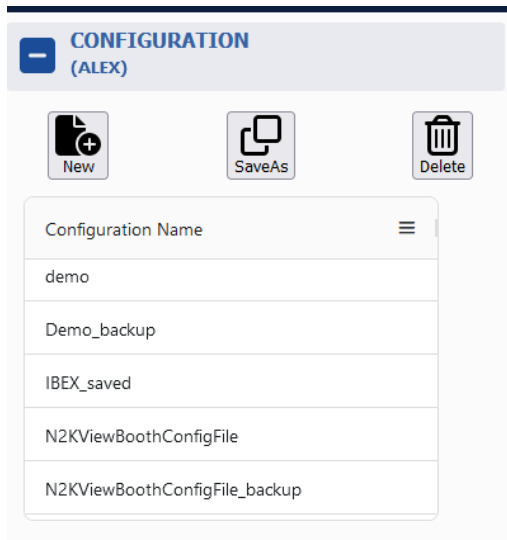 CONFIGURATION
(ALEX)
New SaveAs Delete
Configuration Name
demo
Demo_backup
IBEX_saved
N2KViewBoothConfigFile
N2KViewBoothConfigFile_backup